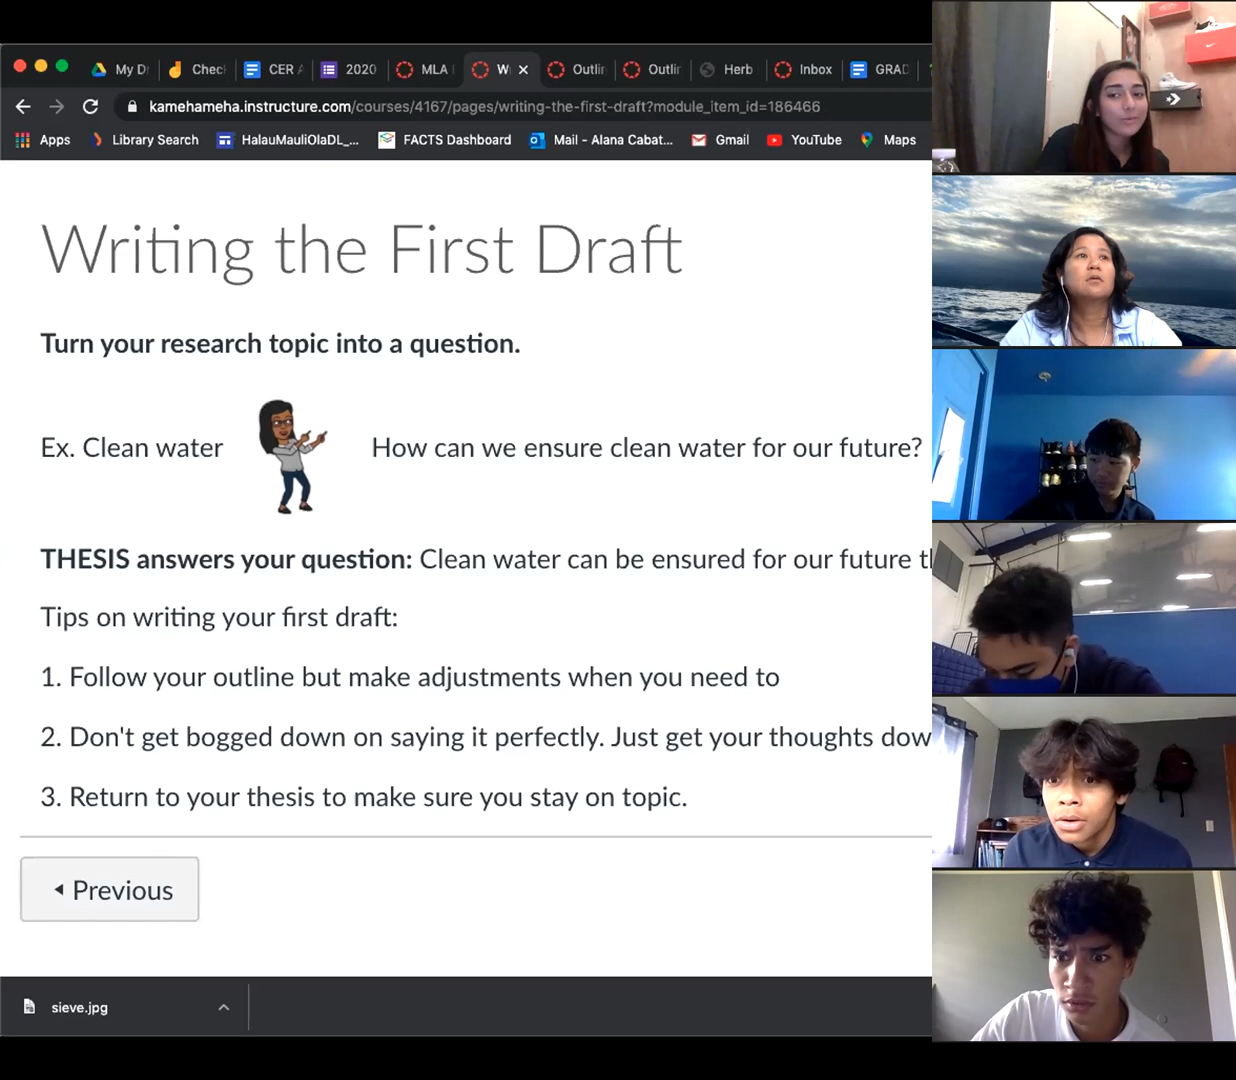 My D
Chec
CER
2020
MLA
W
Outlin
Outlin
Herb
Inbox
GRAD
kamehameha.instructure.com/courses/4167/pages/writing-the-first-draft?module_item_id=186466
Apps
Library Search
HalauMauliOlaDL_...
FACTS Dashboard
Mail - Alana Cabat...
Gmail
YouTube
Maps
Writing the First Draft
Turn your research topic into a question.
Ex. Clean water How can we ensure clean water for our future?
THESIS answers your question: Clean water can be ensured for our future
Tips on writing your first draft:
1. Follow your outline but make adjustments when you need to
2. Don't get bogged down on saying it perfectly. Just get your thoughts dow
3. Return to your thesis to make sure you stay on topic.
Previous
sieve.jpg